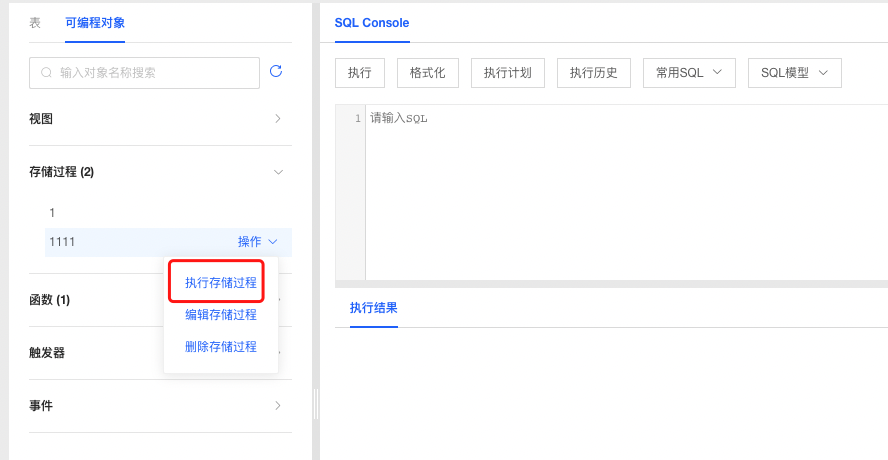 表 可编程对象
输入对象名称搜索
视图
存储过程 (2)
1
1111 操作
执行存储过程
编辑存储过程
删除存储过程
函数 (1)
触发器
事件
SQL Console
执行 格式化 执行计划 执行历史 常用SQL SQL模型
1 请输入SQL
执行结果